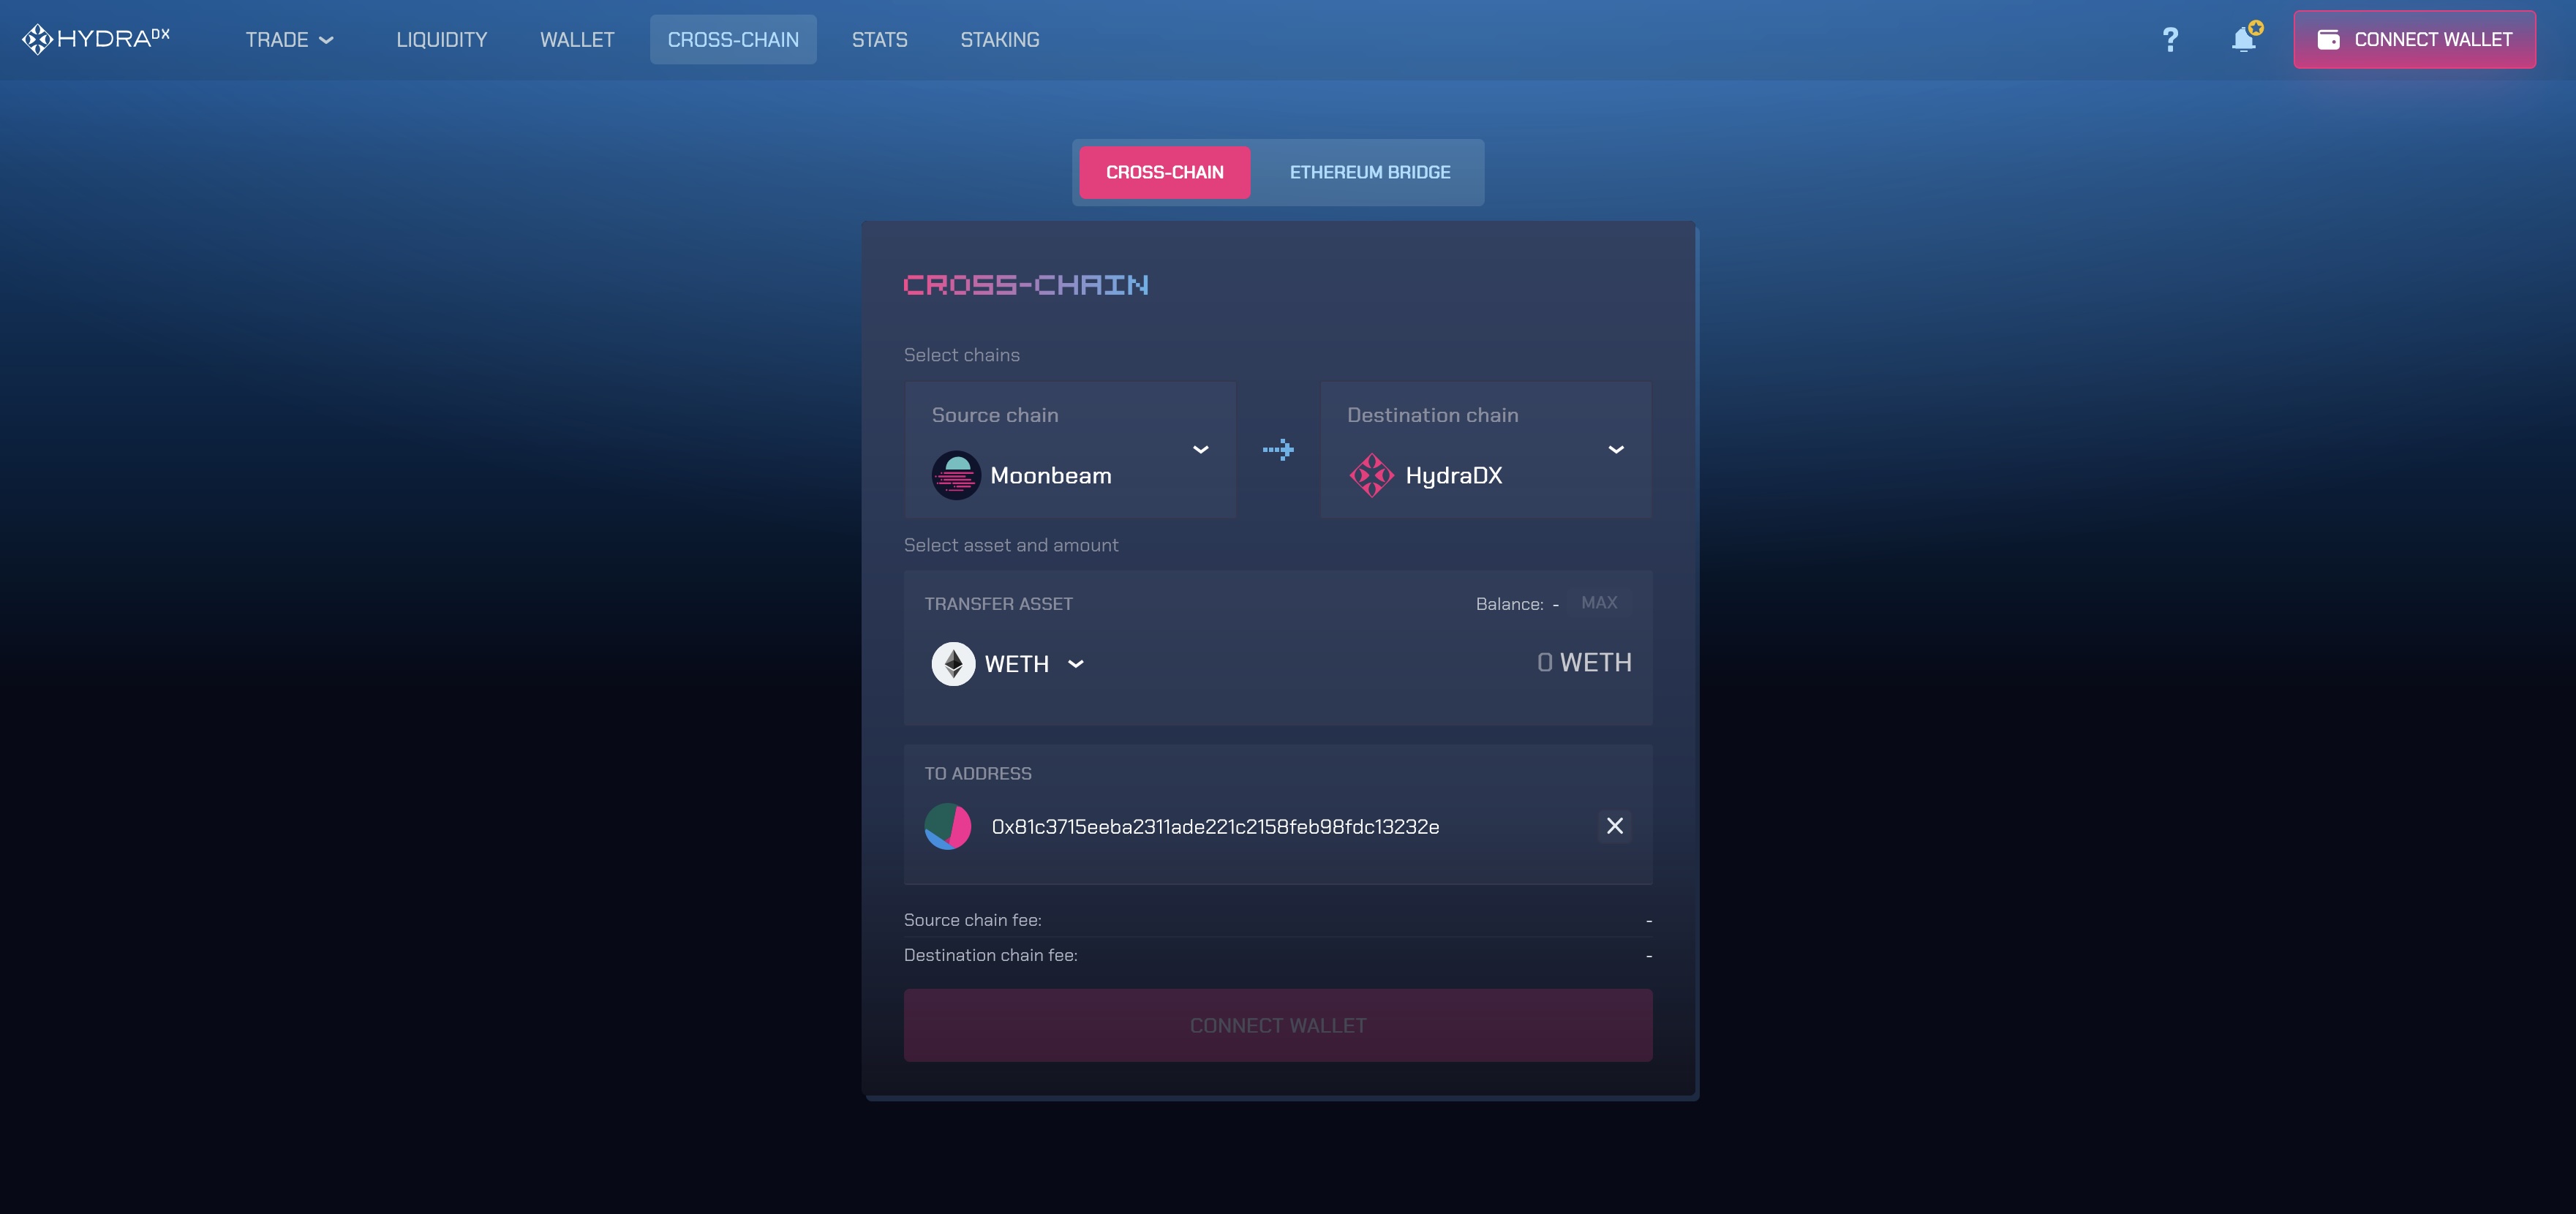 HYDRADX
TRADE LIQUIDITY WALLET CROSS-CHAIN STATS STAKING ? CONNECT WALLET
CROSS-CHAIN ETHEREUM BRIDGE
CROSS-CHAIN
Select chains
Source chain
Moonbeam
Destination chain
HydraDX
Select asset and amount
TRANSFER ASSET Balance: - MAX
WETH 0 WETH
TO ADDRESS
0x81c3715eeba2311ade221c2158feb98fdc13232e
Source chain fee: -
Destination chain fee: -
CONNECT WALLET